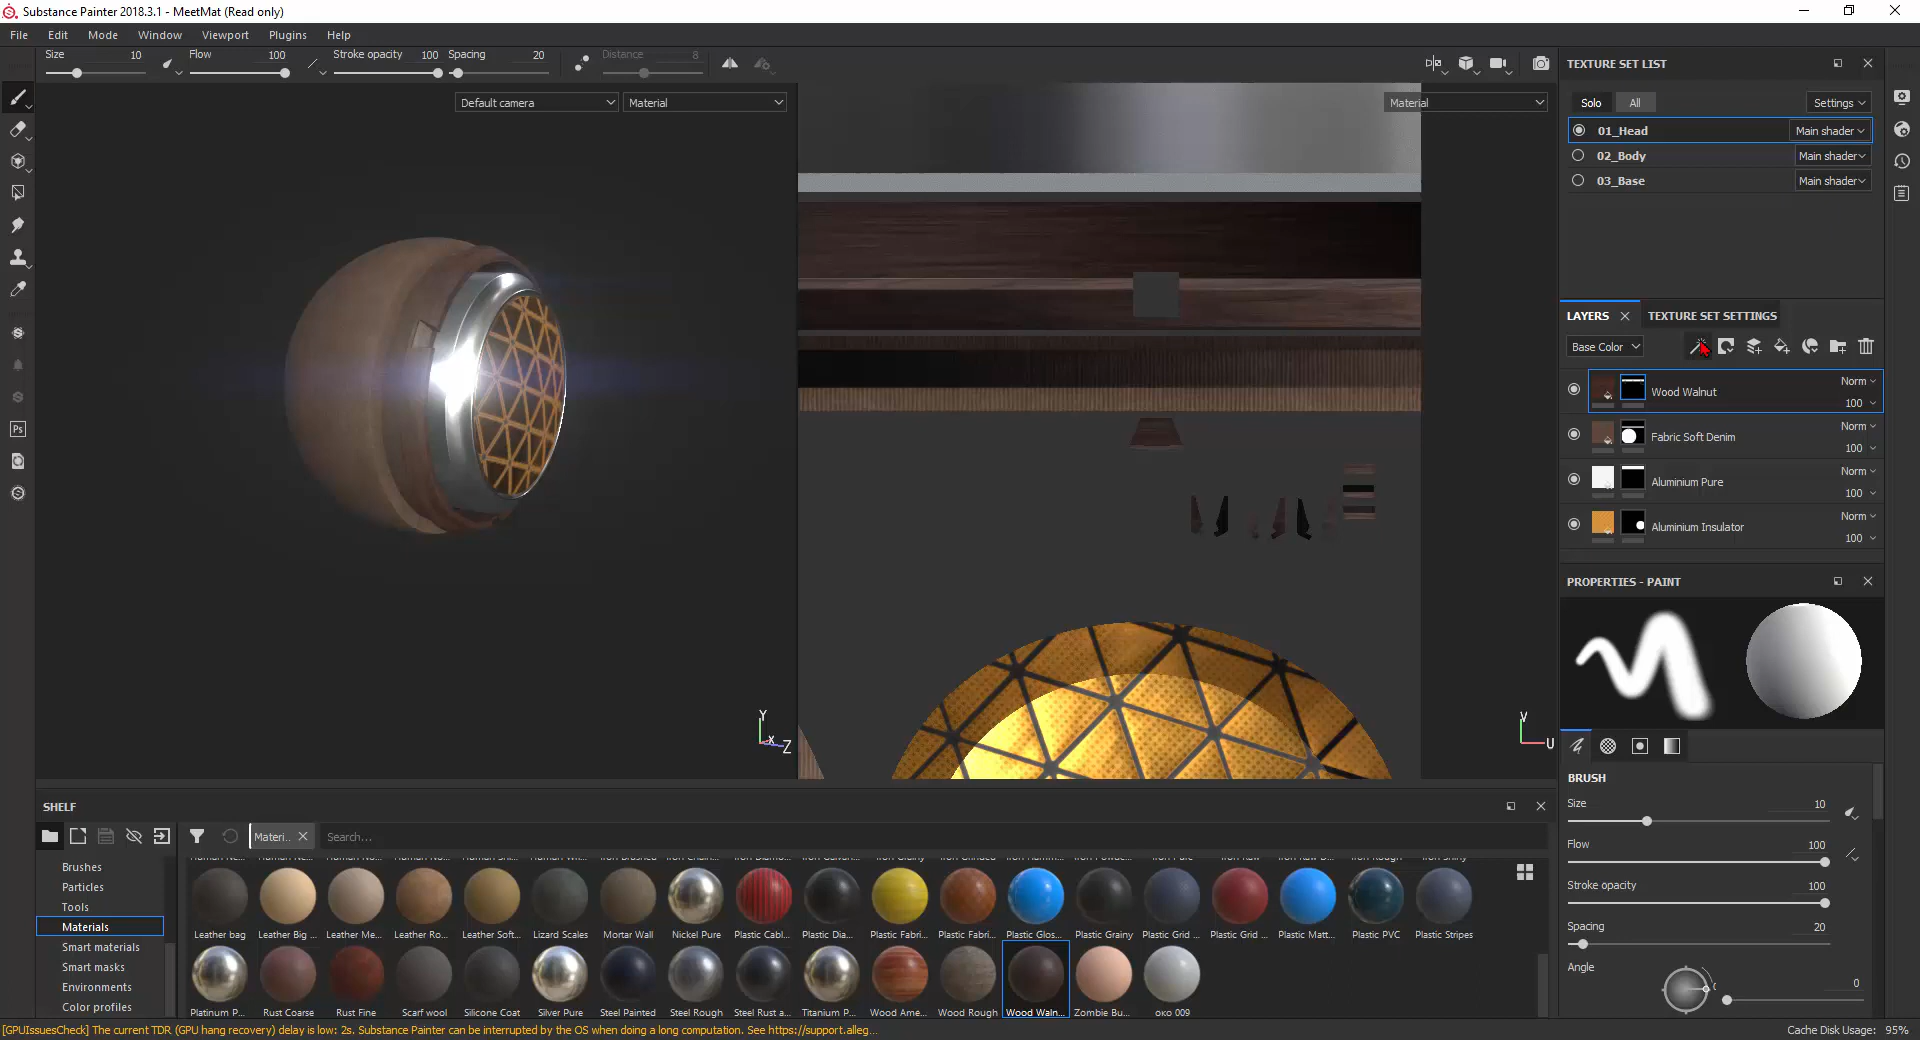 Substance Painter 2018.3.1 - MeetMat (Read only)
File Edit Mode Window Viewport Plugins Help
Size 10 Flow 100 Stroke opacity 100 Spacing 20 Distance 8
Default camera Material Material
TEXTURE SET LIST
Solo All Settings
01_Head Main shader
02_Body Main shader
03_Base Main shader
LAYERS TEXTURE SET SETTINGS
Base Color
Wood Walnut Norm 100
Fabric Soft Denim Norm 100
Aluminium Pure Norm 100
Aluminium Insulator Norm 100
PROPERTIES - PAINT
BRUSH
Size 10
Flow 100
Stroke opacity 100
Spacing 20
Angle 0
Y X Z
V U
Ps
SHELF
Materi... Search...
Brushes
Particles
Tools
Materials
Smart materials
Smart masks
Environments
Color profiles
Leather bag Leather Big ... Leather Me... Leather Ro... Leather Soft... Lizard Scales Mortar Wall Nickel Pure Plastic Cabl... Plastic Dia... Plastic Fabri... Plastic Fabri... Plastic Glos... Plastic Grainy Plastic Grid ... Plastic Grid ... Plastic Matt... Plastic PVC Plastic Stripes
Platinum P... Rust Coarse Rust Fine Scarf wool Silicone Coat Silver Pure Steel Painted Steel Rough Steel Rust a... Titanium P... Wood Ame... Wood Rough Wood Waln... Zombie Bu... око 009
[GPUIssuesCheck] The current TDR (GPU hang recovery) delay is low: 2s. Substance Painter can be interrupted by the OS when doing a long computation. See https://support.alleg...
Cache Disk Usage: 95%